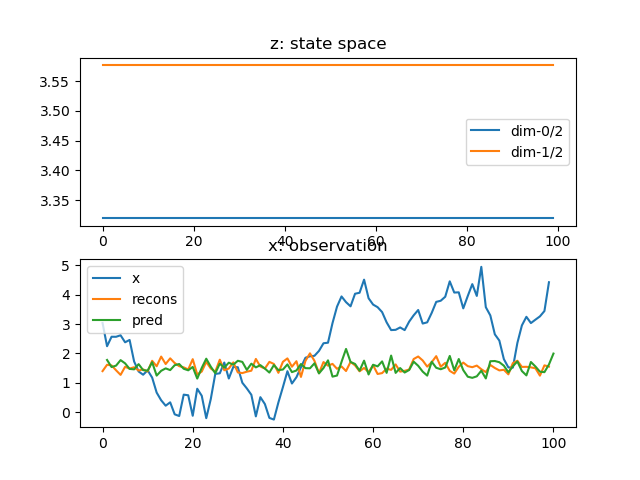 z: state space
3.55
3.50
3.45
3.40
3.35
dim-0/2
dim-1/2
0 20 40 60 80 100
x: observation
5
4
3
2
1
0
x
recons
pred
0 20 40 60 80 100